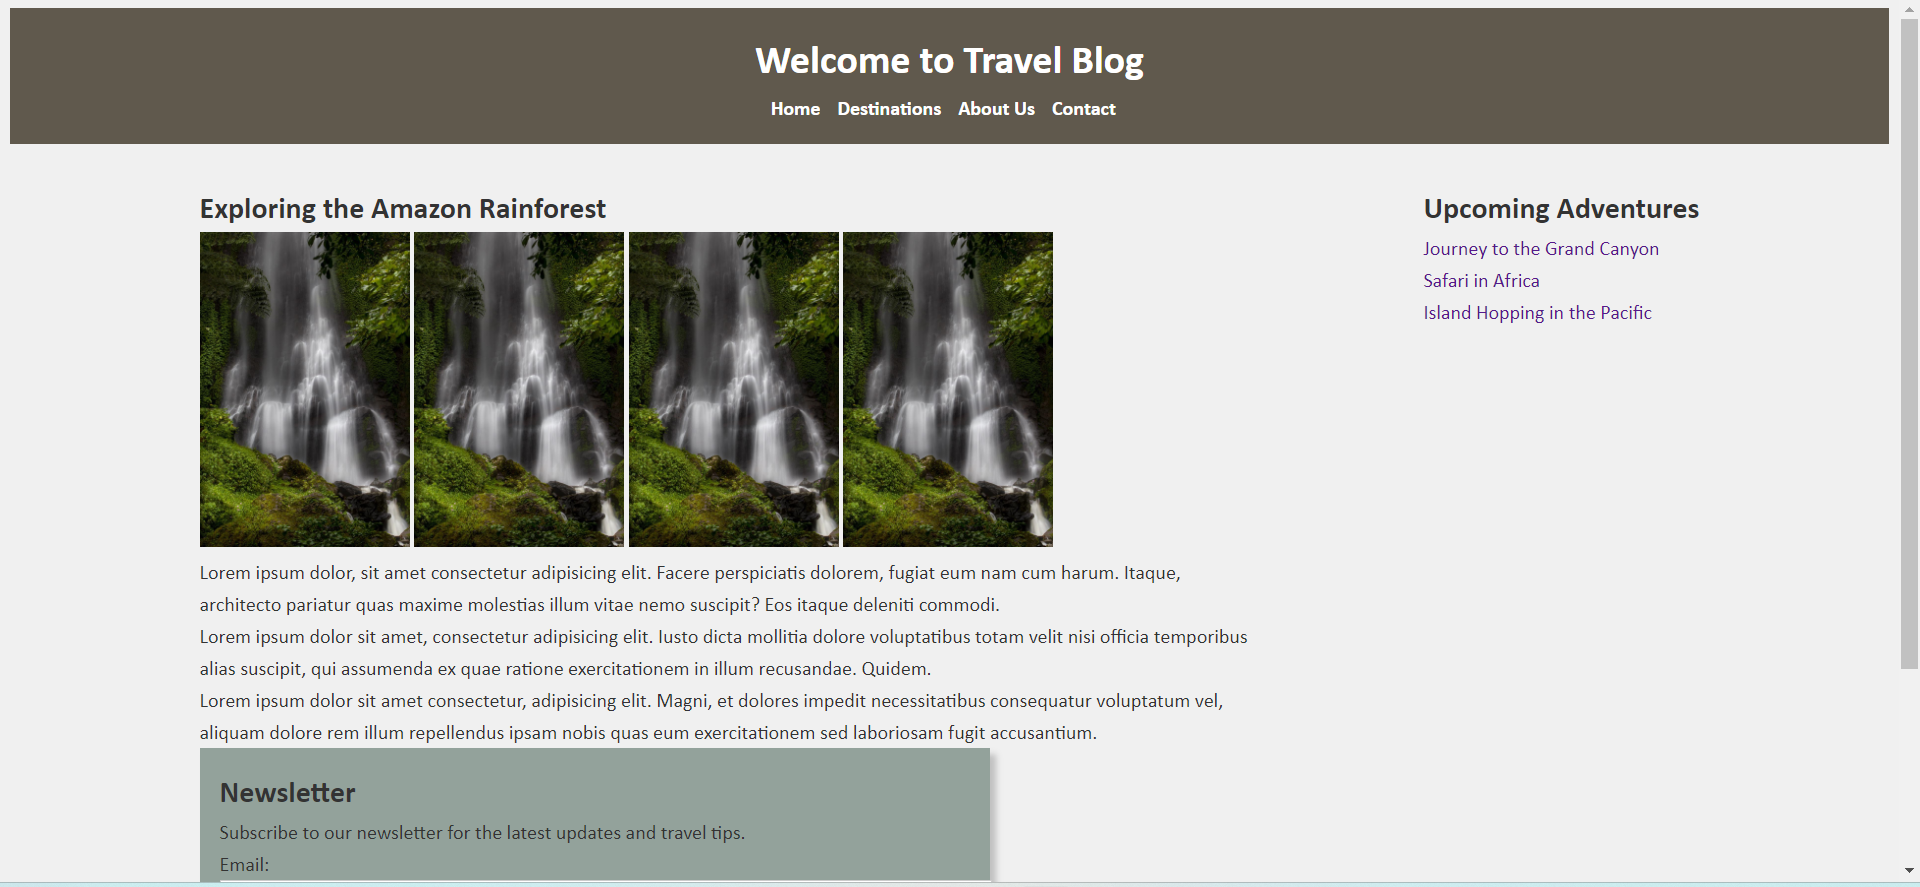 Welcome to Travel Blog
Home Destinations About Us Contact
Exploring the Amazon Rainforest
Lorem ipsum dolor, sit amet consectetur adipisicing elit. Facere perspiciatis dolorem, fugiat eum nam cum harum. Itaque,
architecto pariatur quas maxime molestias illum vitae nemo suscipit? Eos itaque deleniti commodi.
Lorem ipsum dolor sit amet, consectetur adipisicing elit. Iusto dicta mollitia dolore voluptatibus totam velit nisi officia temporibus
alias suscipit, qui assumenda ex quae ratione exercitationem in illum recusandae. Quidem.
Lorem ipsum dolor sit amet consectetur, adipisicing elit. Magni, et dolores impedit necessitatibus consequatur voluptatum vel,
aliquam dolore rem illum repellendus ipsam nobis quas eum exercitationem sed laboriosam fugit accusantium.
Newsletter
Subscribe to our newsletter for the latest updates and travel tips.
Email:
Upcoming Adventures
Journey to the Grand Canyon
Safari in Africa
Island Hopping in the Pacific